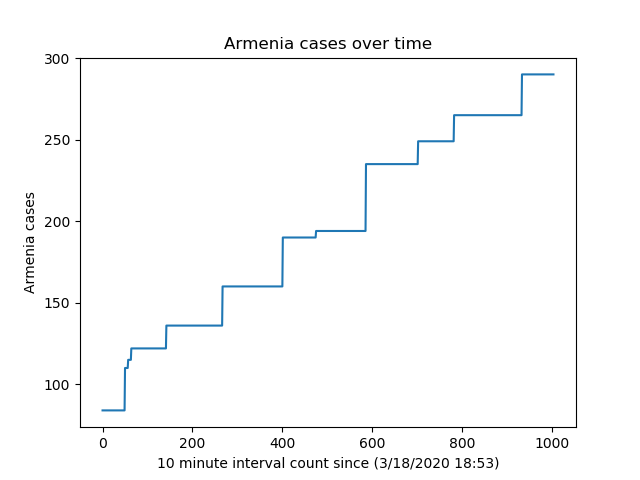 Armenia cases over time
300
250
200
150
100
Armenia cases
0 200 400 600 800 1000
10 minute interval count since (3/18/2020 18:53)